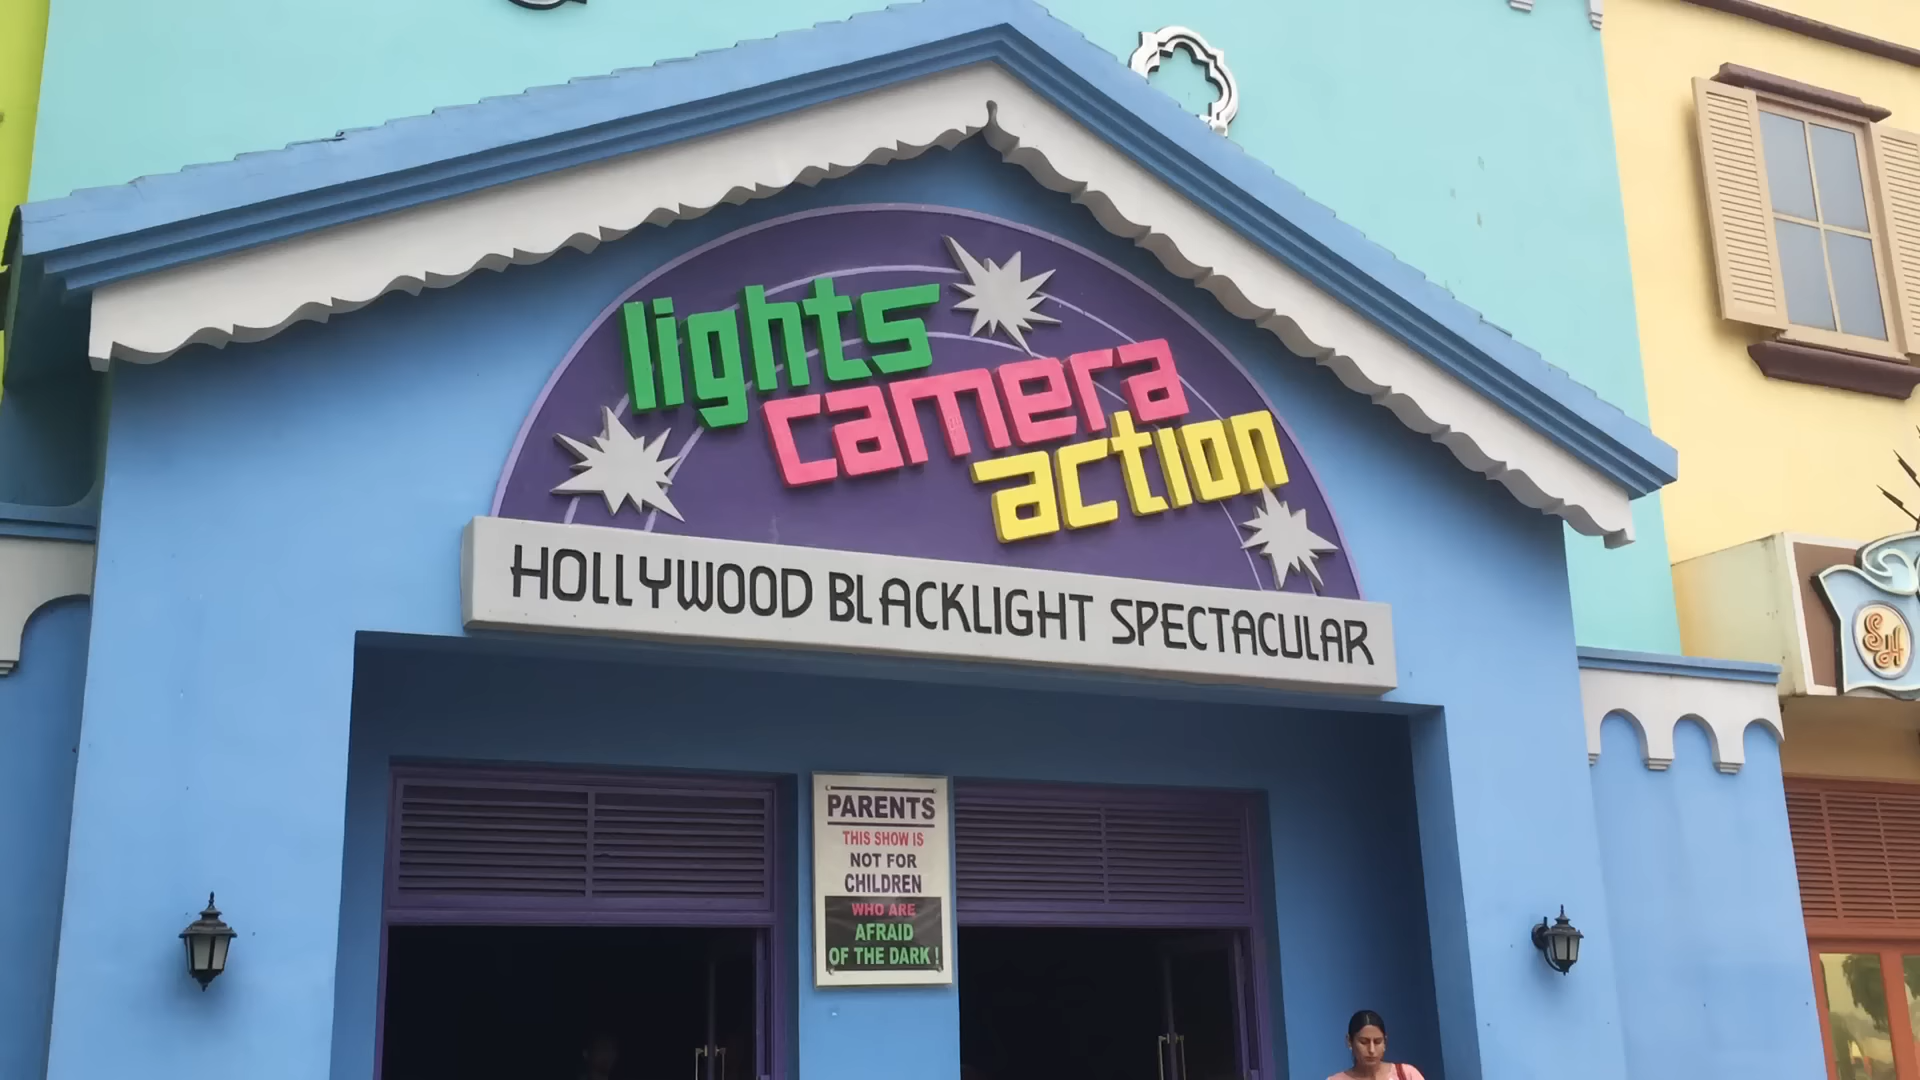 lights
camera
action
HOLLYWOOD BLACKLIGHT SPECTACULAR
PARENTS
THIS SHOW IS
NOT FOR
CHILDREN
WHO ARE
AFRAID
OF THE DARK !
SH